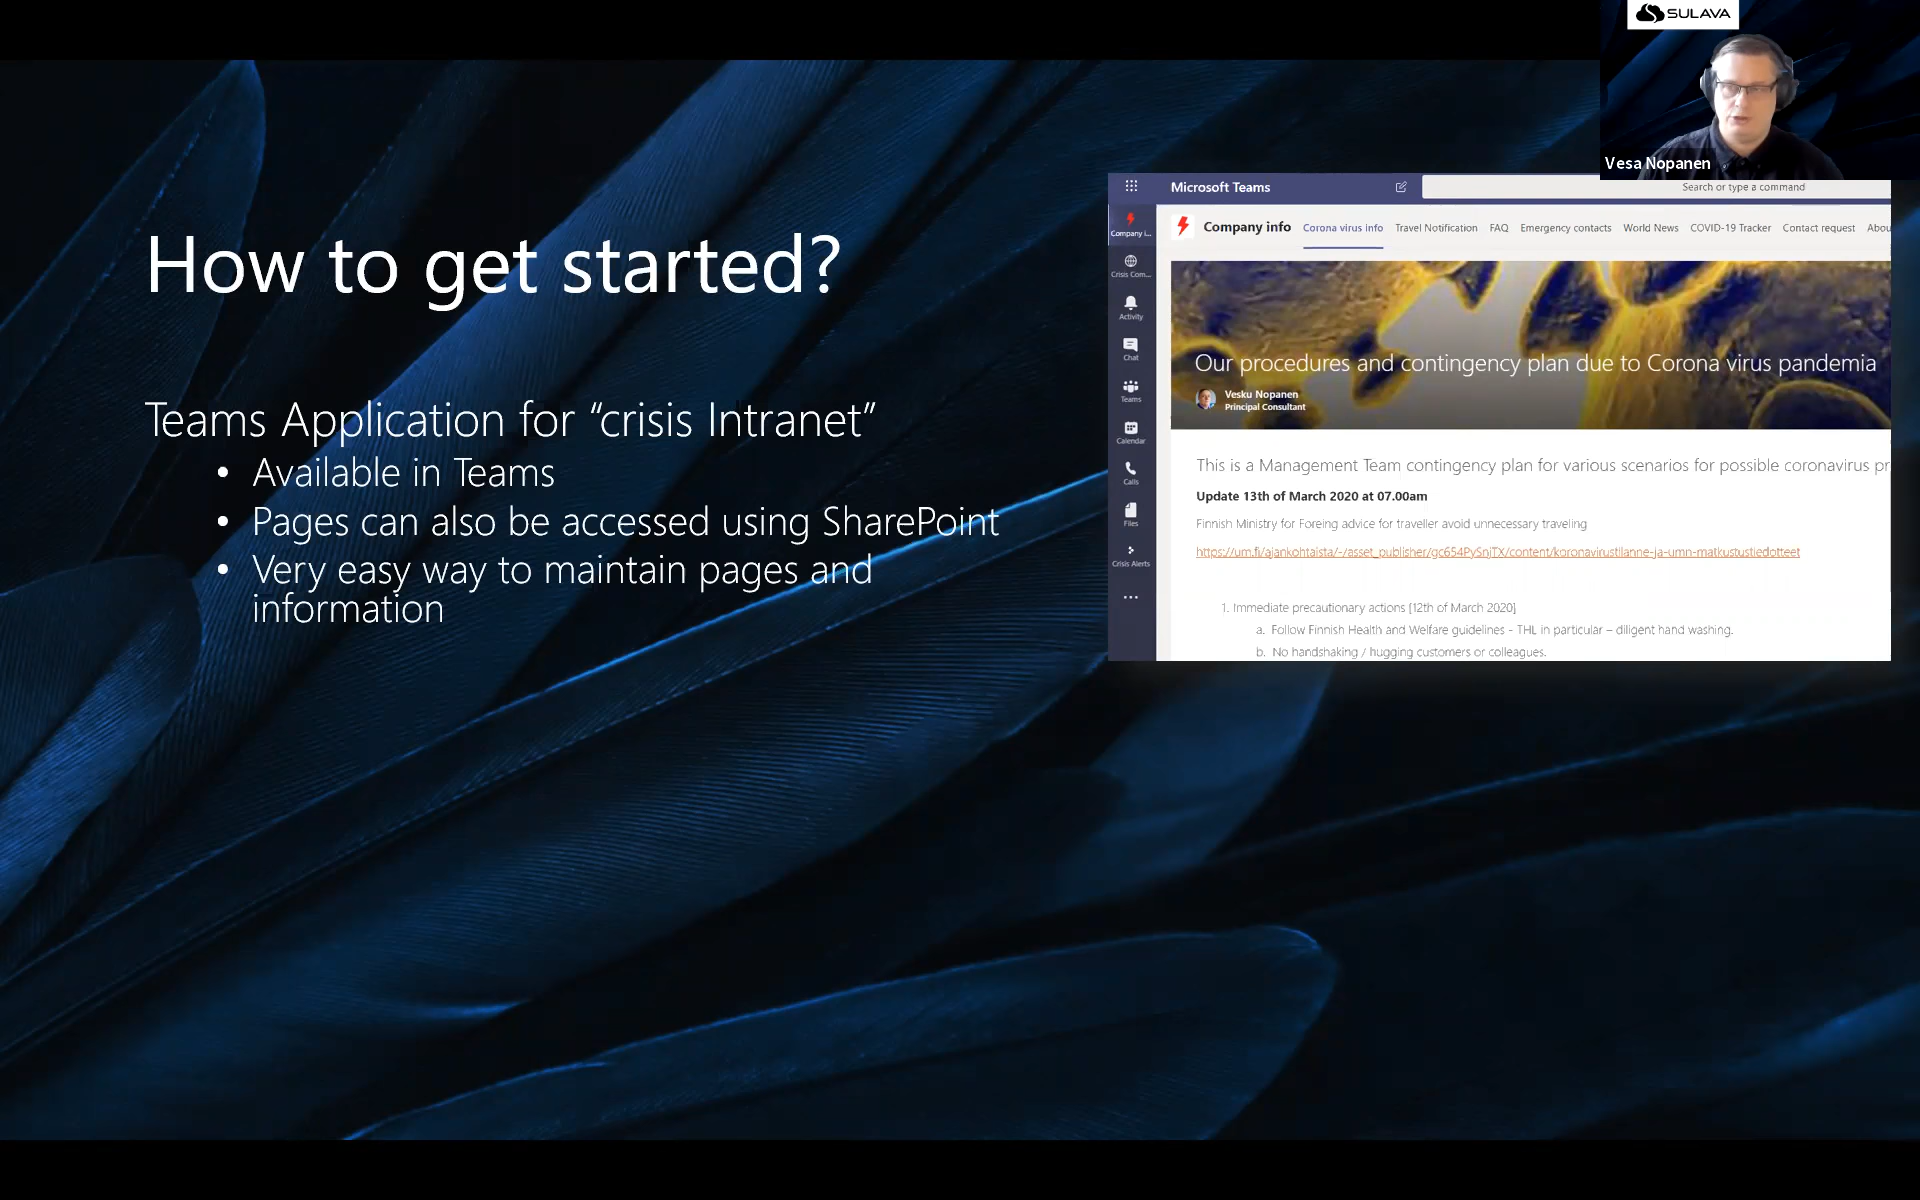 SULAVA
Vesa Nopanen
How to get started?
Teams Application for “crisis Intranet”
• Available in Teams
• Pages can also be accessed using SharePoint
• Very easy way to maintain pages and
information
Microsoft Teams
Search or type a command
Company info
Corona virus info
Travel Notification
FAQ
Emergency contacts
World News
COVID-19 Tracker
Contact request
Abou
Company i...
Crisis Com...
Activity
Chat
Teams
Calendar
Calls
Files
Crisis Alerts
Our procedures and contingency plan due to Corona virus pandemia
Vesku Nopanen
Principal Consultant
This is a Management Team contingency plan for various scenarios for possible coronavirus pr
Update 13th of March 2020 at 07.00am
Finnish Ministry for Foreing advice for traveller avoid unnecessary traveling
https://um.fi/ajankohtaista/-/asset_publisher/gc654PySnjTX/content/koronavirustilanne-ja-umn-matkustustiedotteet
1. Immediate precautionary actions [12th of March 2020]
a. Follow Finnish Health and Welfare guidelines - THL in particular – diligent hand washing.
b. No handshaking / hugging customers or colleagues.